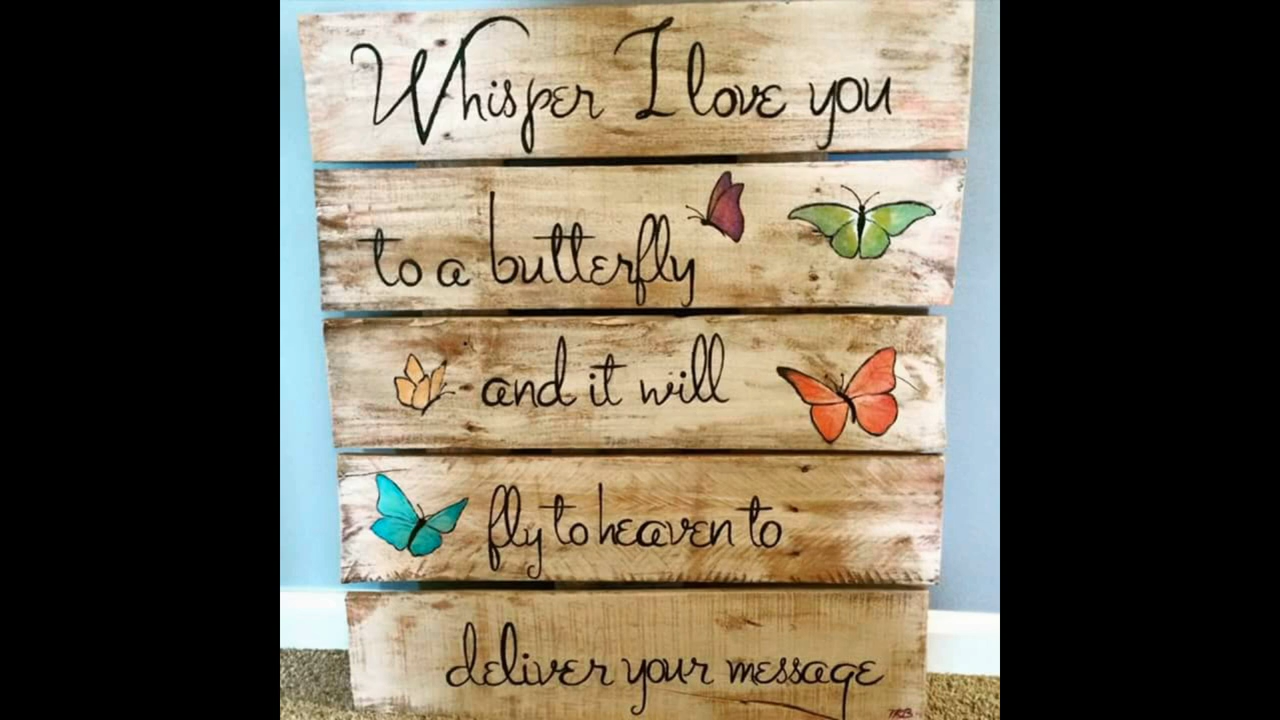 Whisper I love you
to a butterfly
and it will
fly to heaven to
deliver your message